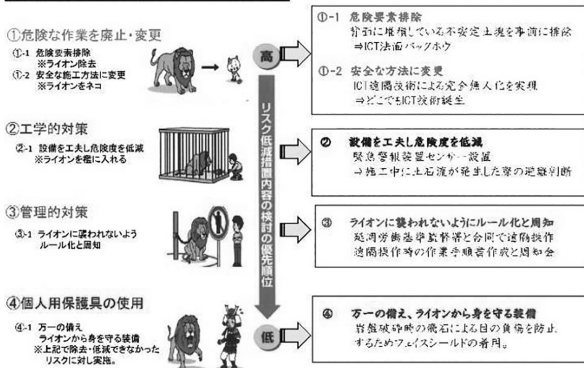 ①危険な作業を廃止・変更
①-1 危険要素排除
※ライオン除去
①-2 安全な施工方法に変更
※ライオンをネコ
②工学的対策
②-1 設備を工夫し危険度を低減
※ライオンを檻に入れる
③管理的対策
③-1 ライオンに襲われないよう
ルール化と周知
④個人用保護具の使用
④-1 万一の備え
ライオンから身を守る装備
※上記で除去・低減できなかった
リスクに対し実施。
高
リスク低減措置内容の検討の優先順位
低
①-1 危険要素排除
に堆積している不安定土塊を事前に排除
⇒ICT法面バックホウ
①-2 安全な方法に変更
ICT遠隔技術による完全無人化を実現
⇒どこでもICT技術誕生
② 設備を工夫し危険度を低減
緊急警報装置センサー設置
→施工中に土石流が発生した際の避難判断
③ ライオンに襲われないようにルール化と周知
延岡労働基準監督署と合同で遠隔操作
遠隔操作時の作業手順書作成と周知会
④ 万一の備え、ライオンから身を守る装備
岩盤破砕時の飛石による目の負傷を防止
するためフェイスシールドの着用。